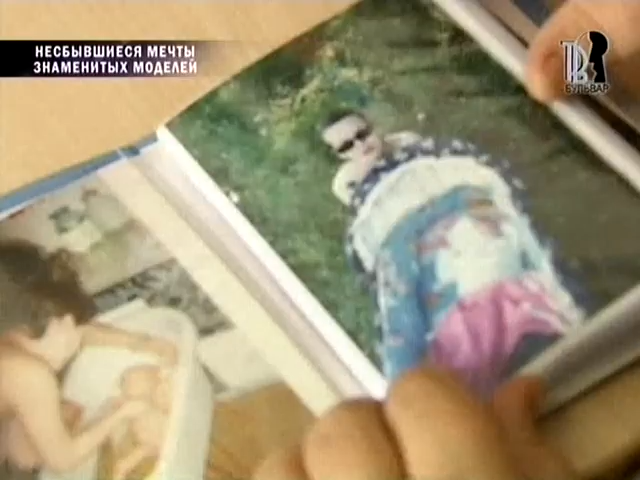 НЕСБЫВШИЕСЯ МЕЧТЫ
ЗНАМЕНИТЫХ МОДЕЛЕЙ
БУЛЬВАР